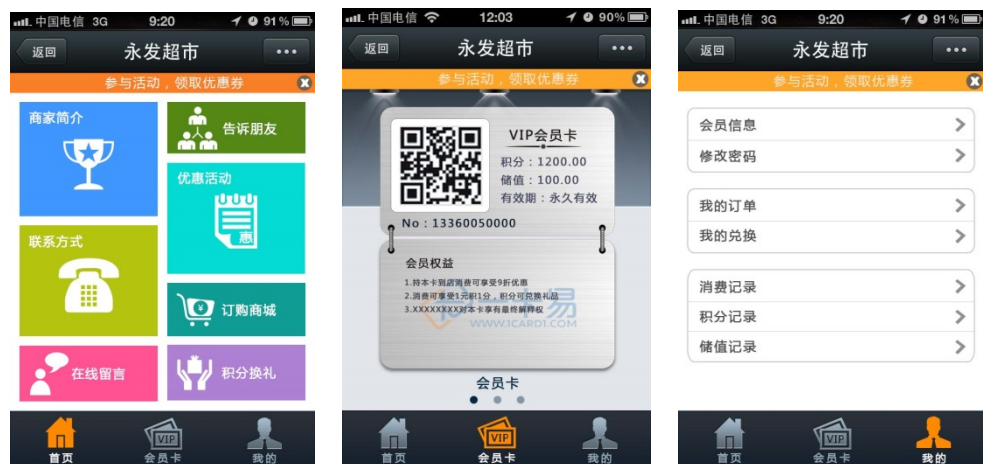 中国电信 3G 9:20 91%
返回 永发超市
参与活动，领取优惠券
商家简介
告诉朋友
优惠活动
惠
联系方式
订购商城
在线留言
积分换礼
VIP
首页 会员卡 我的
中国电信 12:03 90%
返回 永发超市
参与活动，领取优惠券
VIP会员卡
积分：1200.00
储值：100.00
有效期：永久有效
No：13360050000
会员权益
1.持本卡到店消费可享受9折优惠
2.消费可享受1元积1分，积分可兑换礼品
3.XXXXXXXX对本卡享有最终解释权
一卡易
WWW.ICARD1.COM
会员卡
VIP
首页 会员卡 我的
中国电信 3G 9:20 91%
返回 永发超市
参与活动，领取优惠券
会员信息
修改密码
我的订单
我的兑换
消费记录
积分记录
储值记录
VIP
首页 会员卡 我的